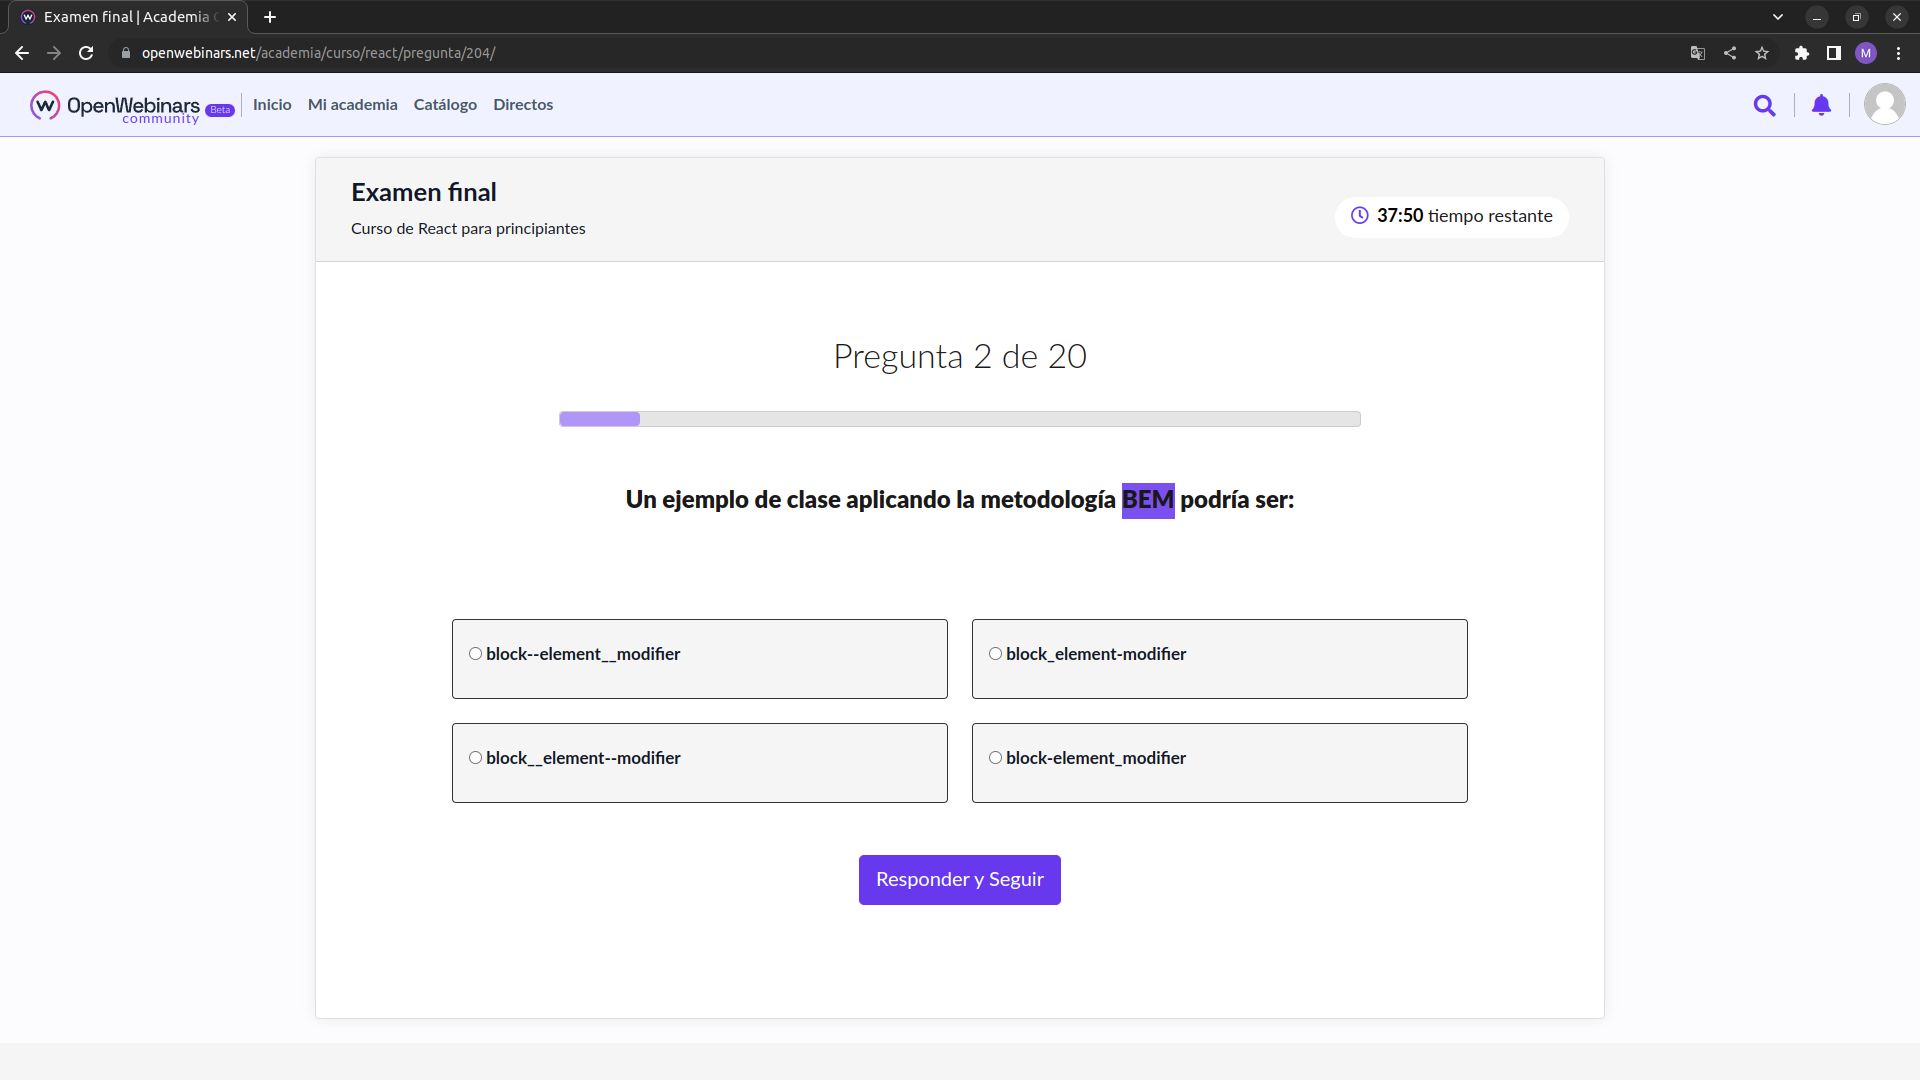 Examen final | Academia
openwebinars.net/academia/curso/react/pregunta/204/
M
W OpenWebinars Beta
community
Inicio Mi academia Catálogo Directos
Examen final
Curso de React para principiantes
37:50 tiempo restante
Pregunta 2 de 20
Un ejemplo de clase aplicando la metodología BEM podría ser:
block--element__modifier
block_element-modifier
block__element--modifier
block-element_modifier
Responder y Seguir